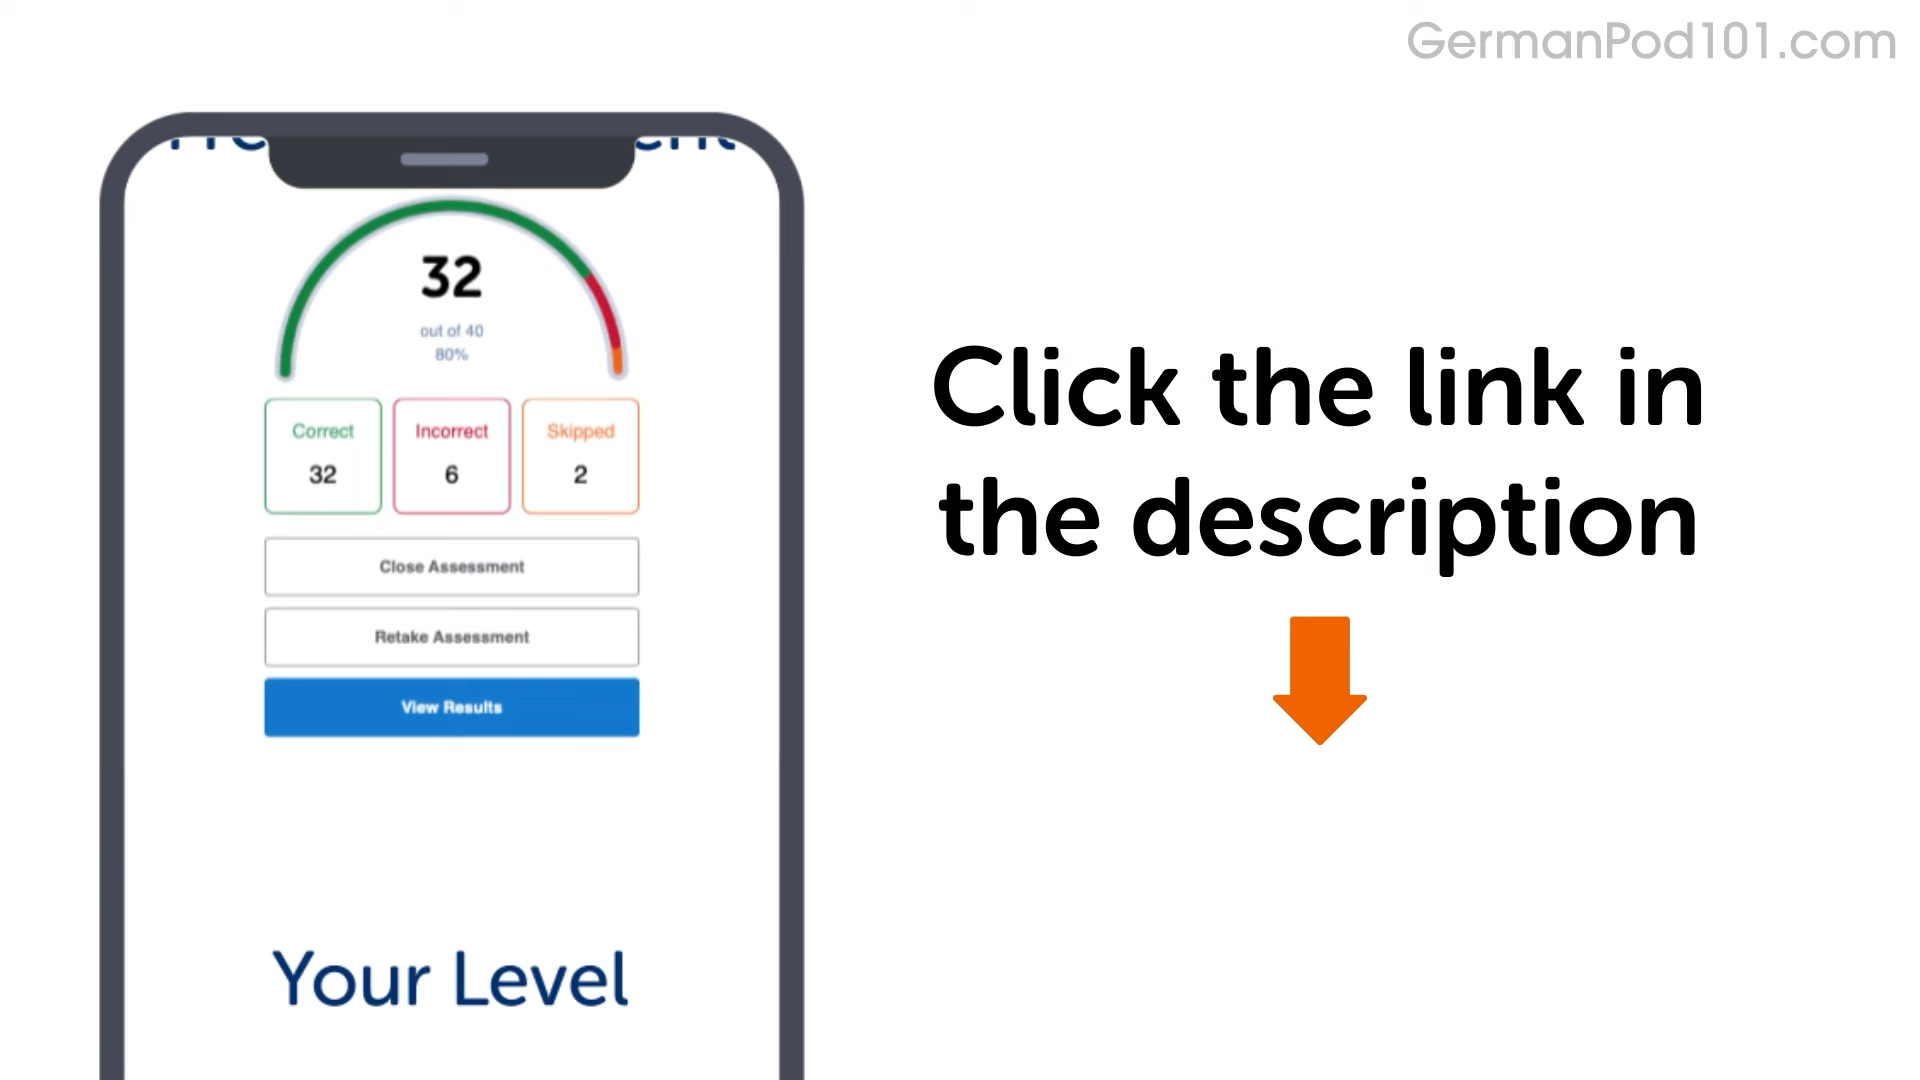 GermanPod101.com
32
out of 40
80%
Correct
32
Incorrect
6
Skipped
2
Close Assessment
Retake Assessment
View Results
Your Level
Click the link in
the description